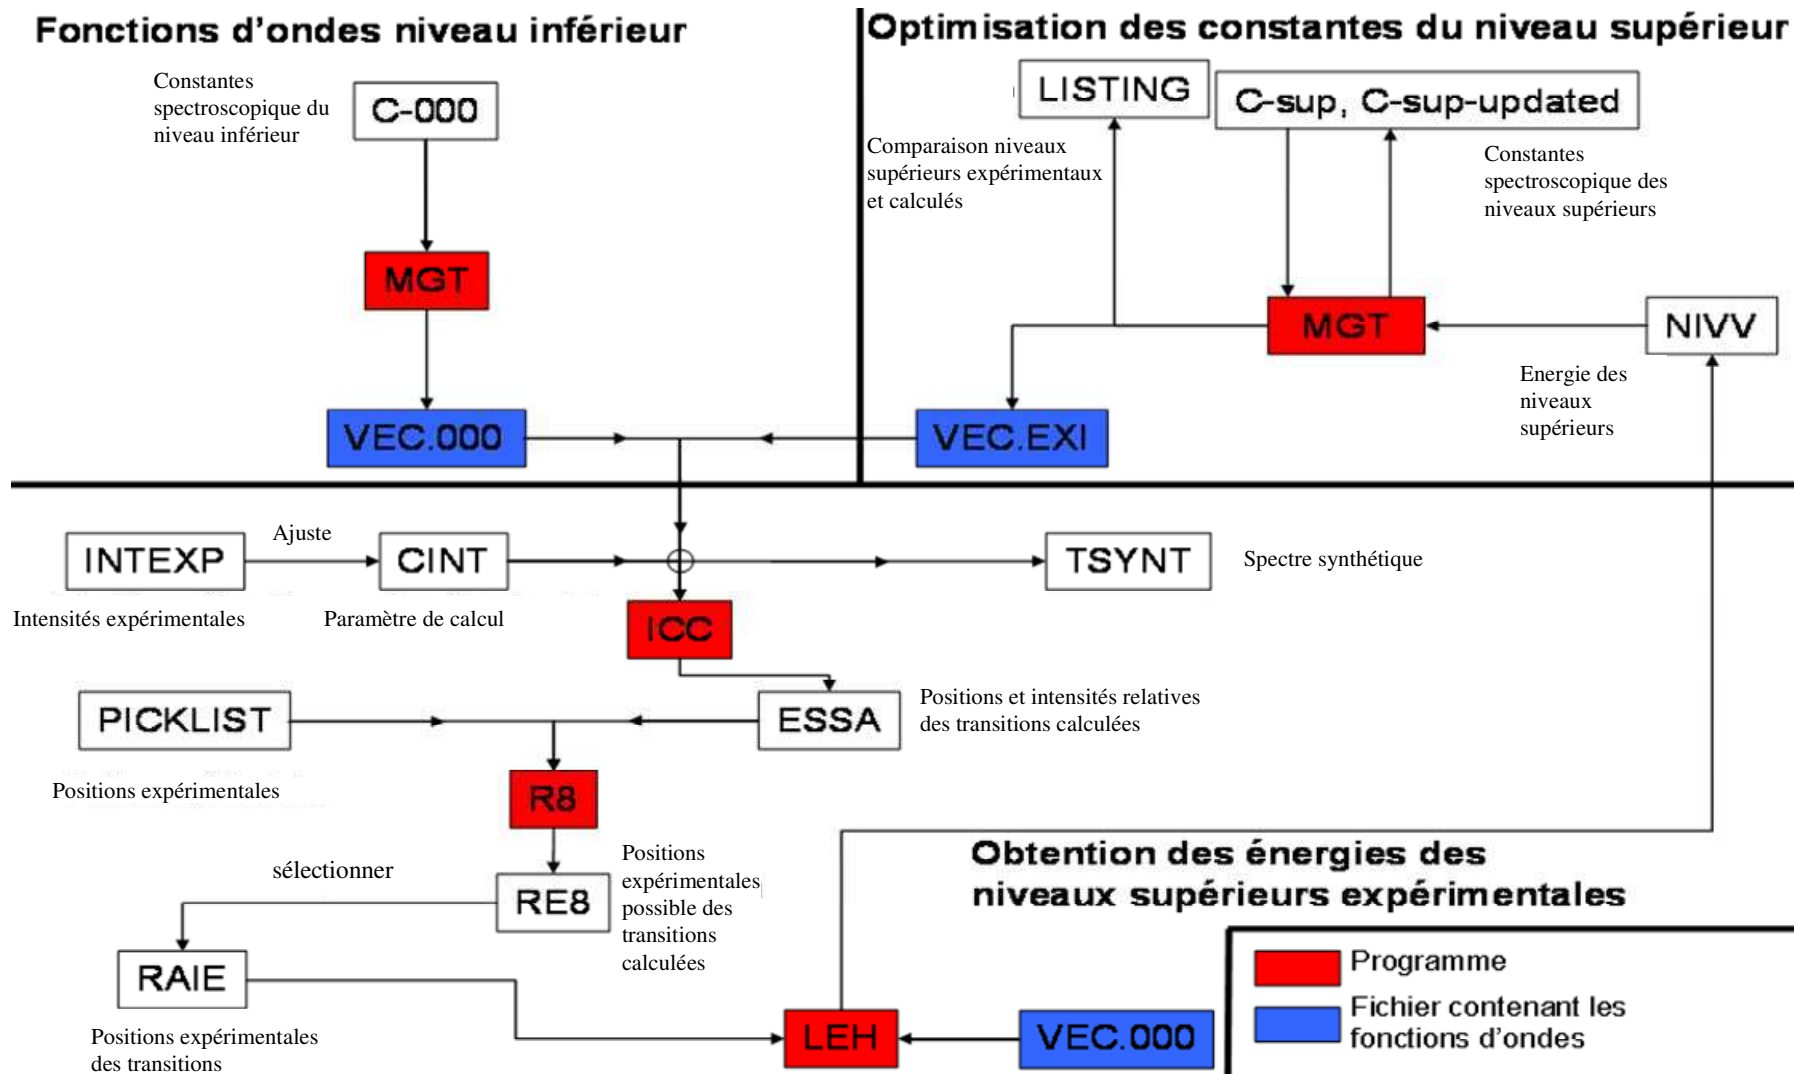 Fonctions d'ondes niveau inférieur
Constantes
spectroscopique du
niveau inférieur
C-000
MGT
VEC.000
Optimisation des constantes du niveau supérieur
LISTING
C-sup, C-sup-updated
Comparaison niveaux
supérieurs expérimentaux
et calculés
Constantes
spectroscopique des
niveaux supérieurs
MGT
NIVV
Energie des
niveaux
supérieurs
VEC.EXI
INTEXP
Ajuste
CINT
TSYNT
Spectre synthétique
Intensités expérimentales
Paramètre de calcul
ICC
PICKLIST
ESSA
Positions et intensités relatives
des transitions calculées
Positions expérimentales
R8
sélectionner
RE8
Positions
expérimentales
possible des
transitions
calculées
RAIE
Positions expérimentales
des transitions
LEH
VEC.000
Obtention des énergies des
niveaux supérieurs expérimentales
Programme
Fichier contenant les
fonctions d'ondes